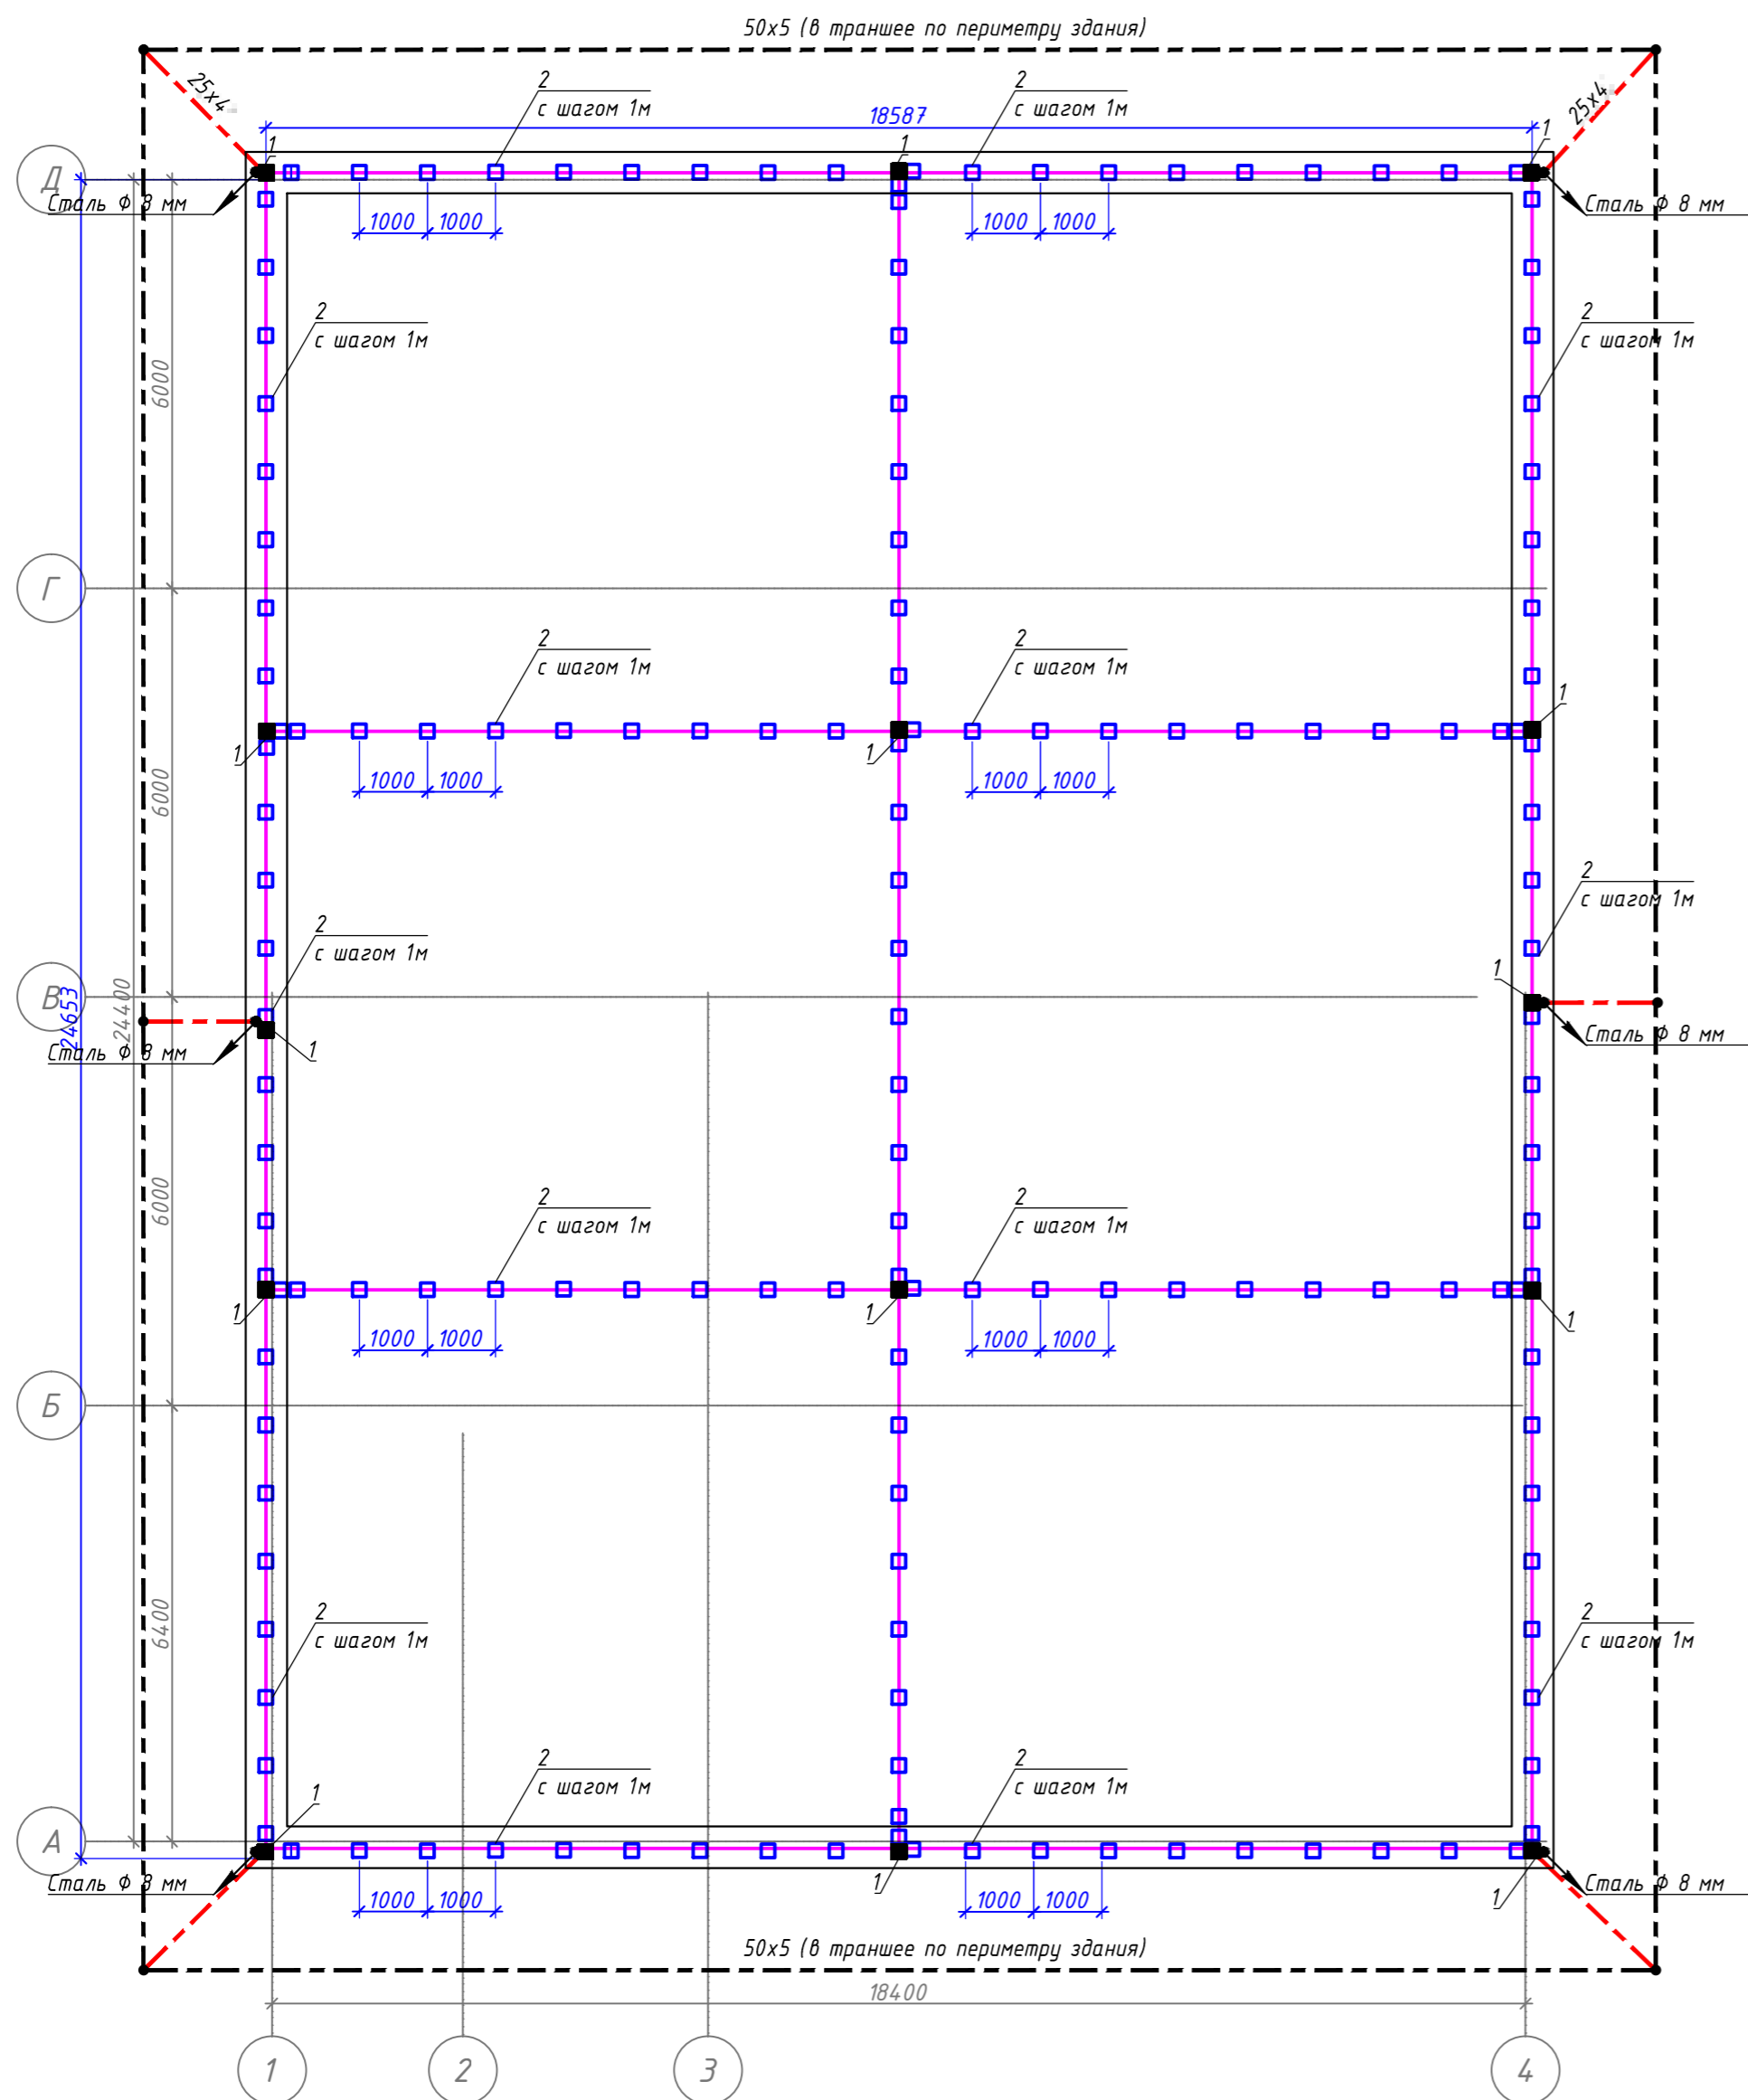 50х5 (в траншее по периметру здания)
25х4
2
с шагом 1м
2
с шагом 1м
25х4
18587
1
1
1
Д
Сталь ф 8 мм
Сталь ф 8 мм
1000
1000
1000
1000
2
с шагом 1м
2
с шагом 1м
6000
Г
2
с шагом 1м
2
с шагом 1м
1
1
1
6000
1000
1000
1000
1000
2
с шагом 1м
2
с шагом 1м
1
В
24653
24400
Сталь ф 8 мм
1
Сталь ф 8 мм
6000
2
с шагом 1м
2
с шагом 1м
1
1
1
1000
1000
1000
1000
Б
6400
2
с шагом 1м
2
с шагом 1м
2
с шагом 1м
2
с шагом 1м
1
А
Сталь ф 8 мм
1
1
Сталь ф 8 мм
1000
1000
1000
1000
50х5 (в траншее по периметру здания)
18400
1
2
3
4